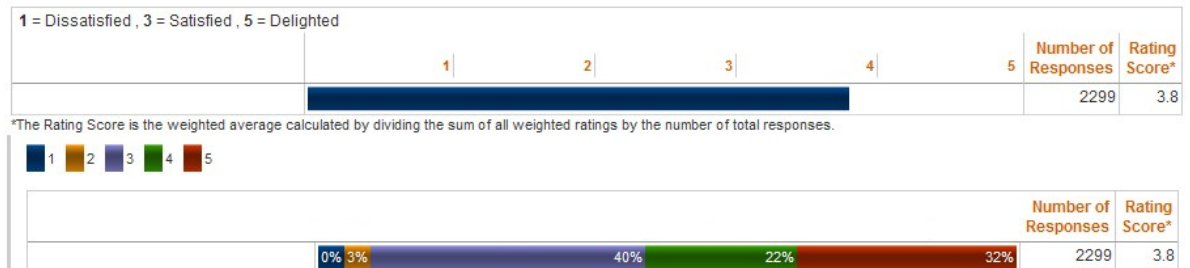 1 = Dissatisfied , 3 = Satisfied , 5 = Delighted
1 2 3 4 5 Number of Responses Rating Score*
2299 3.8
*The Rating Score is the weighted average calculated by dividing the sum of all weighted ratings by the number of total responses.
1 2 3 4 5
Number of Responses Rating Score*
0% 3% 40% 22% 32% 2299 3.8